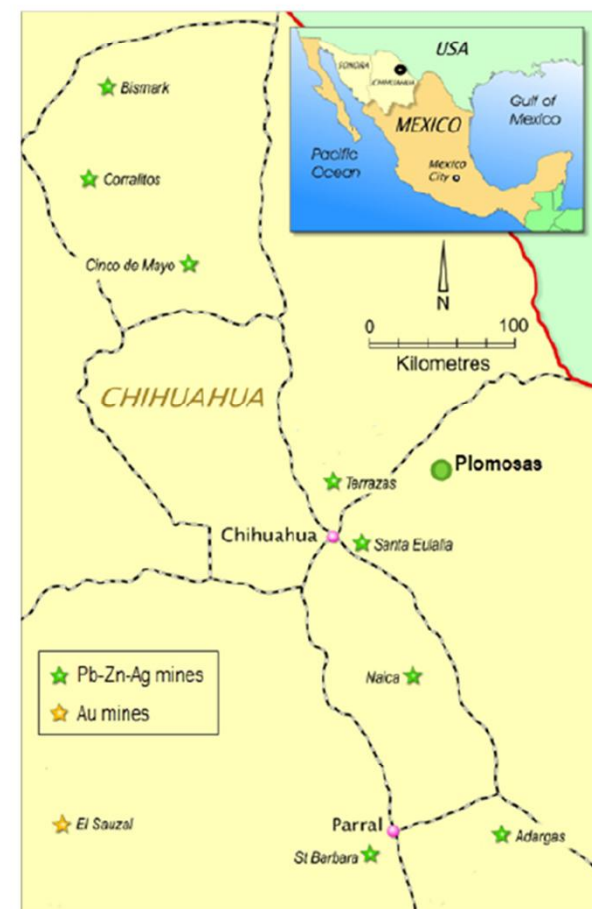 USA
SONORA
CHIHUAHUA
Gulf of
Mexico
MEXICO
Pacific
Ocean
Mexico
City
Bismark
Corralitos
Cinco de Mayo
N
0 100
Kilometres
CHIHUAHUA
Plomosas
Terrazas
Chihuahua
Santa Eulalia
Pb-Zn-Ag mines
Au mines
Naica
El Sauzal
Parral
Adargas
St Barbara